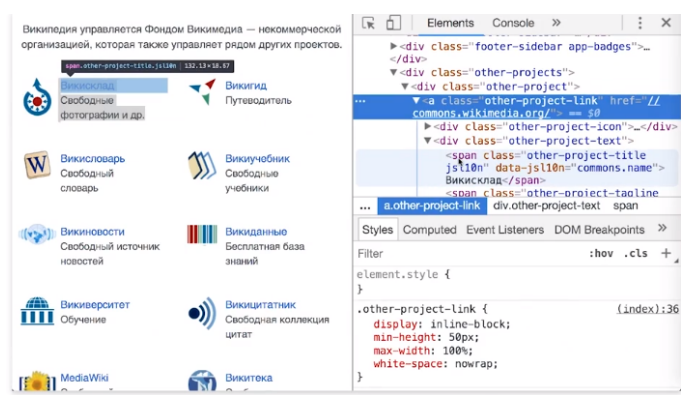 Википедия управляется Фондом Викимедиа — некоммерческой
организацией, которая также управляет рядом других проектов.
span.other-project-title.jsl10n | 132.13×18.67
Викисклад
Свободные
фотографии и др.
Викигид
Путеводитель
Викисловарь
Свободный
словарь
Викиучебник
Свободные
учебники
Викиновости
Свободный источник
новостей
Викиданные
Бесплатная база
знаний
Викиверситет
Обучение
Викицитатник
Свободная коллекция
цитат
MediaWiki
Викитека
Elements Console »
▶<div class="footer-sidebar app-badges">…
</div>
▼<div class="other-projects">
▼<div class="other-project">
… ▼<a class="other-project-link" href="//
commons.wikimedia.org/"> == $0
▶<div class="other-project-icon">…</div>
▼<div class="other-project-text">
<span class="other-project-title
jsl10n" data-jsl10n="commons.name">
Викисклад</span>
<span class="other-project-tagline
... a.other-project-link div.other-project-text span
Styles Computed Event Listeners DOM Breakpoints »
Filter :hov .cls +
element.style {
}
.other-project-link { (index):36
display: inline-block;
min-height: 50px;
max-width: 100%;
white-space: nowrap;
}